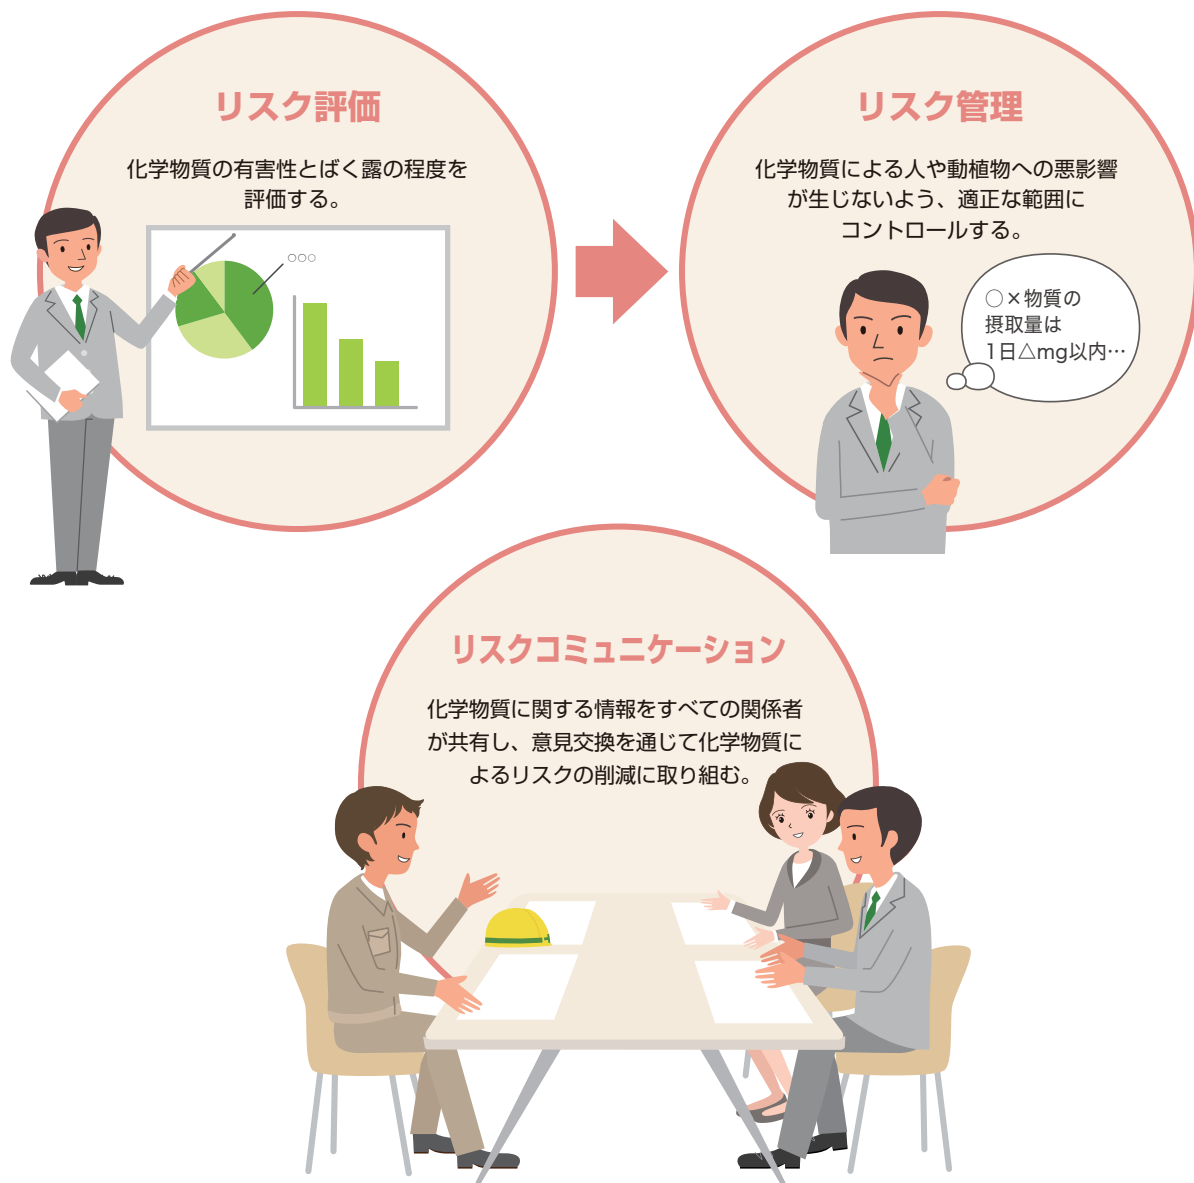 リスク評価
化学物質の有害性とばく露の程度を
評価する。
○○○
リスク管理
化学物質による人や動植物への悪影響
が生じないよう、適正な範囲に
コントロールする。
○×物質の
摂取量は
1日△mg以内…
リスクコミュニケーション
化学物質に関する情報をすべての関係者
が共有し、意見交換を通じて化学物質に
よるリスクの削減に取り組む。